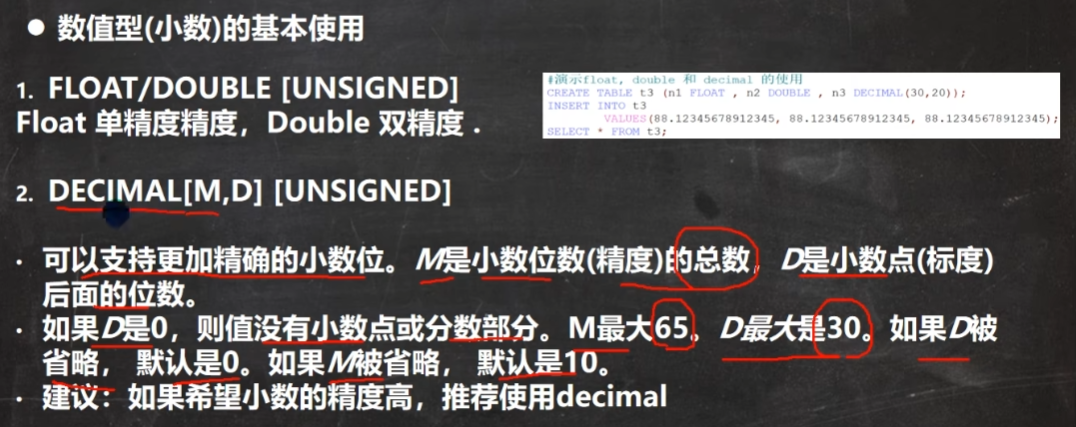 ● 数值型(小数)的基本使用
1. FLOAT/DOUBLE [UNSIGNED]
Float 单精度精度，Double 双精度 .
#演示float, double 和 decimal 的使用
CREATE TABLE t3 (n1 FLOAT , n2 DOUBLE , n3 DECIMAL(30,20));
INSERT INTO t3
VALUES(88.12345678912345, 88.12345678912345, 88.12345678912345);
SELECT * FROM t3;
2. DECIMAL[M,D] [UNSIGNED]
· 可以支持更加精确的小数位。M是小数位数(精度)的总数，D是小数点(标度)
后面的位数。
· 如果D是0，则值没有小数点或分数部分。M最大65。D最大是30。如果D被
省略，默认是0。如果M被省略，默认是10。
· 建议：如果希望小数的精度高，推荐使用decimal